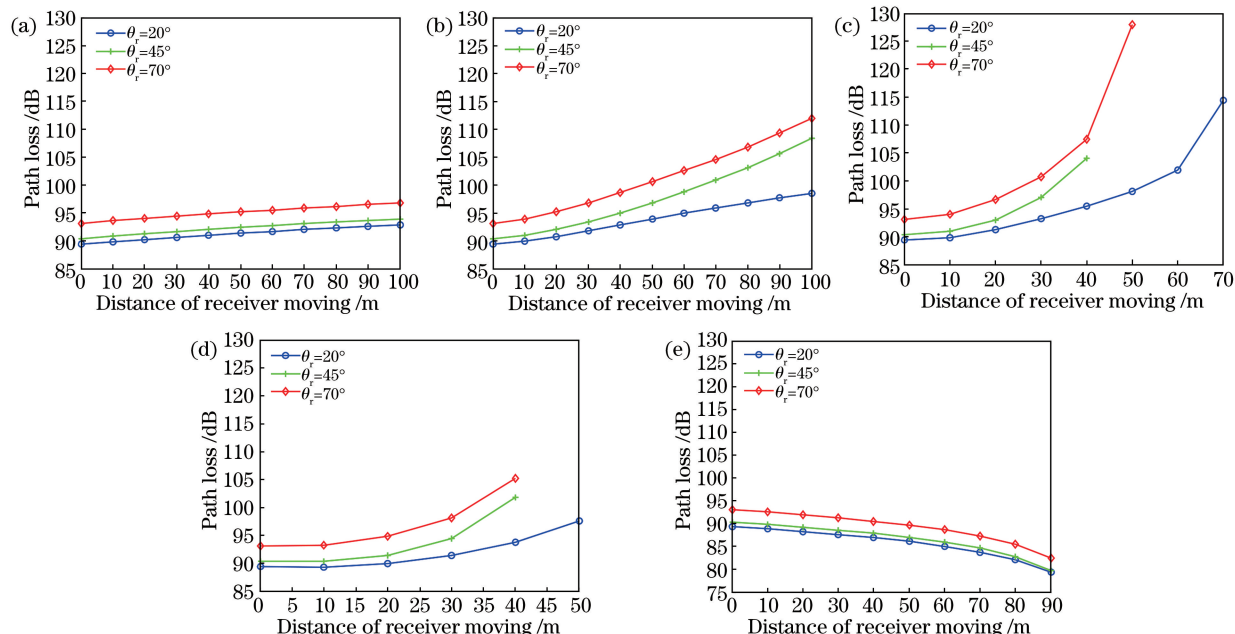 (a)
130
125
120
115
110
105
100
95
90
85
Path loss /dB
θr=20°
θr=45°
θr=70°
0 10 20 30 40 50 60 70 80 90 100
Distance of receiver moving /m
(b)
130
125
120
115
110
105
100
95
90
85
Path loss /dB
θr=20°
θr=45°
θr=70°
0 10 20 30 40 50 60 70 80 90 100
Distance of receiver moving /m
(c)
130
125
120
115
110
105
100
95
90
85
Path loss /dB
θr=20°
θr=45°
θr=70°
0 10 20 30 40 50 60 70
Distance of receiver moving /m
(d)
130
125
120
115
110
105
100
95
90
85
Path loss /dB
θr=20°
θr=45°
θr=70°
0 5 10 15 20 25 30 35 40 45 50
Distance of receiver moving /m
(e)
130
125
120
115
110
105
100
95
90
85
80
75
Path loss /dB
θr=20°
θr=45°
θr=70°
0 10 20 30 40 50 60 70 80 90
Distance of receiver moving /m